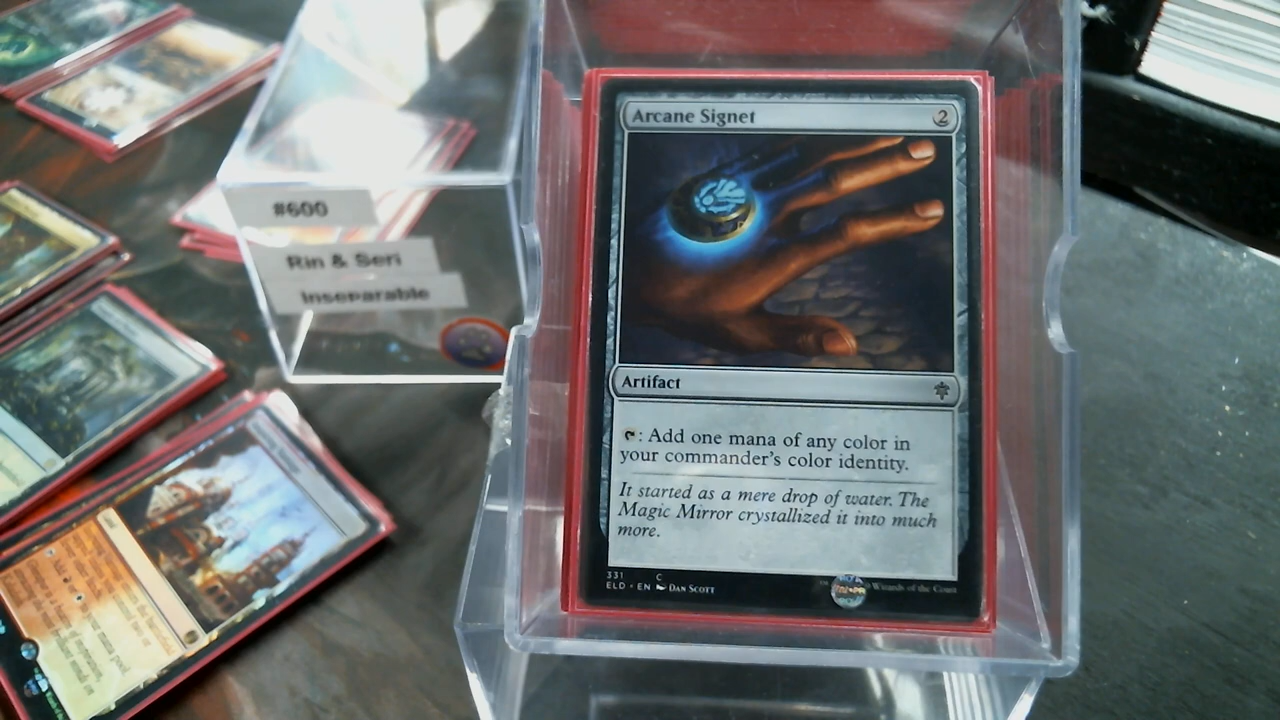 #600
Rin & Seri
Inseparable
Arcane Signet
2
Artifact
: Add one mana of any color in
your commander's color identity.
It started as a mere drop of water. The
Magic Mirror crystallized it into much
more.
331 C
ELD • EN DAN SCOTT
Wizards of the Coast